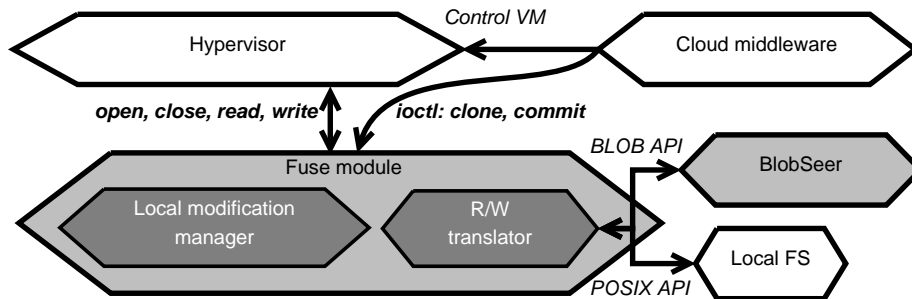 Control VM
Hypervisor
Cloud middleware
open, close, read, write
ioctl: clone, commit
BLOB API
Fuse module
BlobSeer
Local modification
manager
R/W
translator
Local FS
POSIX API